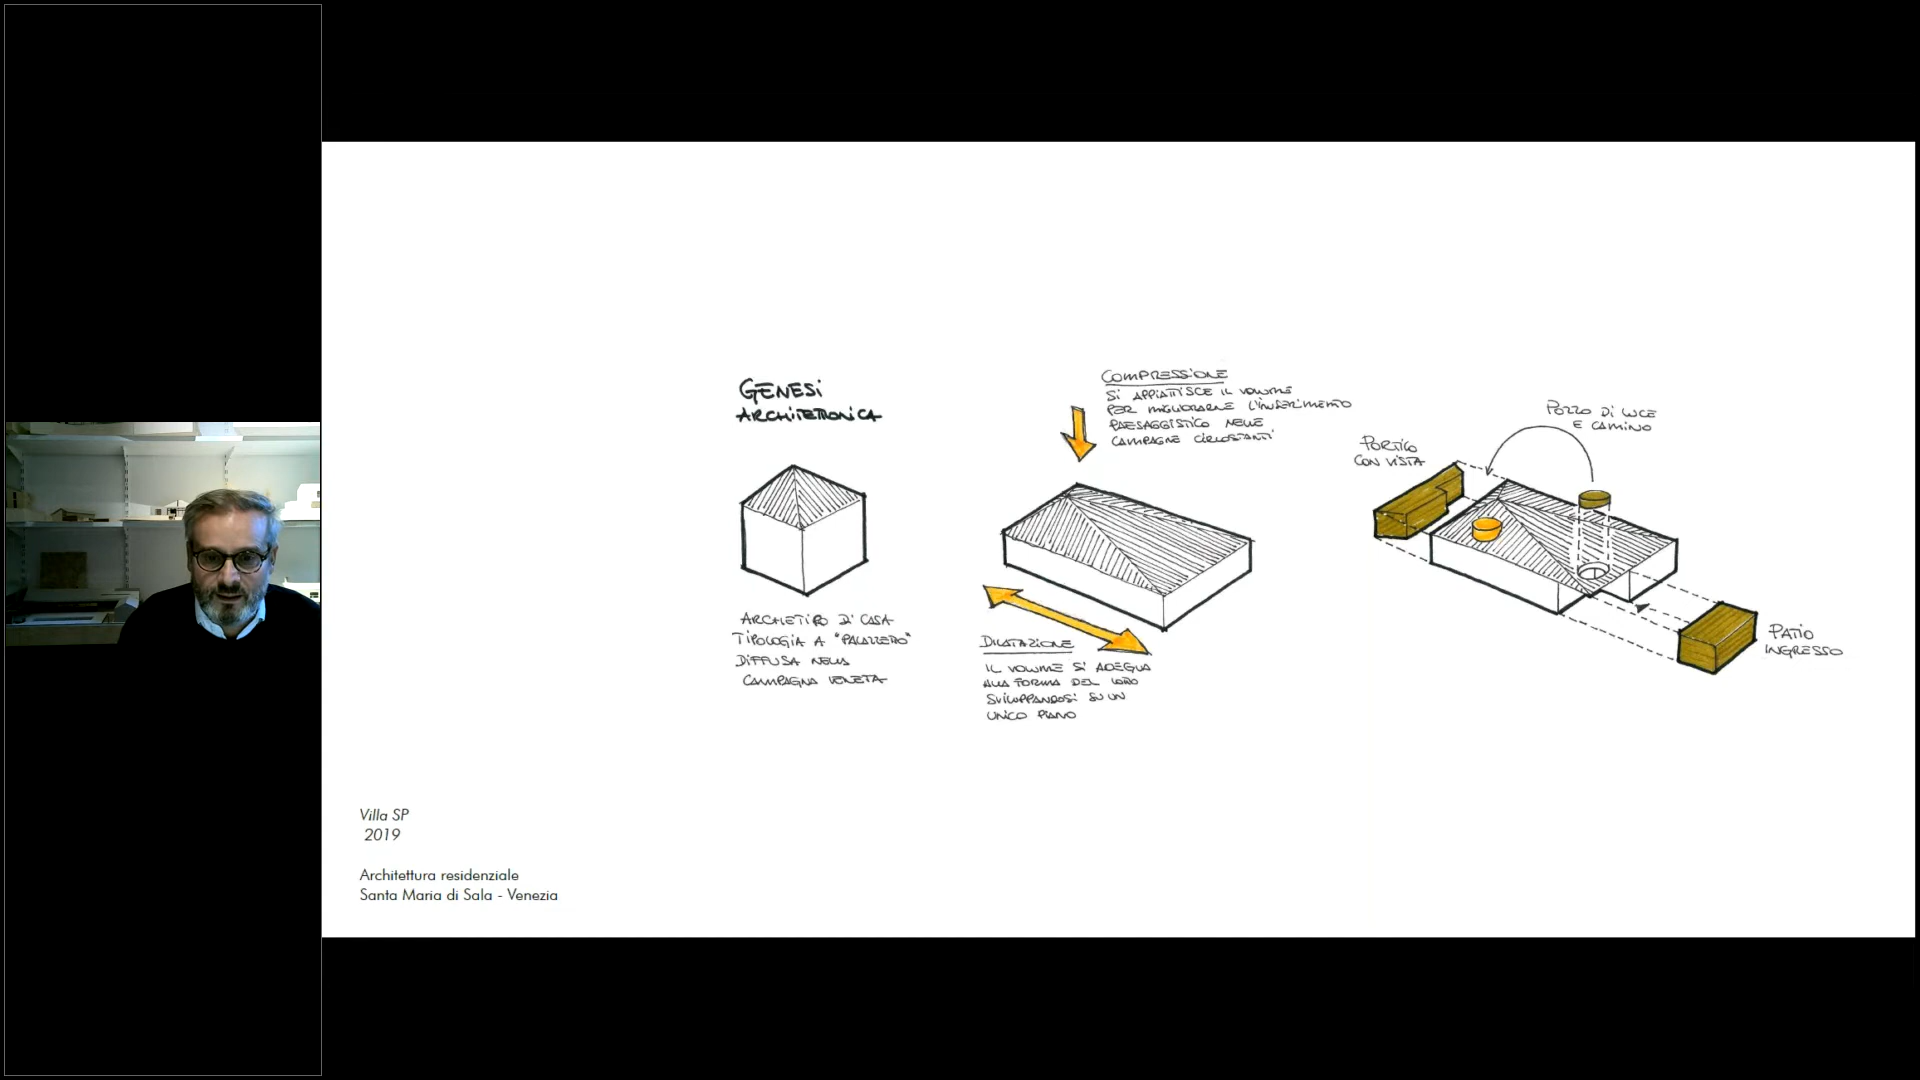 GENESI
ARCHITETTONICA
ARCHETIPO DI CASA
TIPOLOGIA A "PALAZZETTO"
DIFFUSA NELLA
CAMPAGNA VENETA
COMPRESSIONE
SI APPIATTISCE IL VOLUME
PER MIGLIORARNE L'INSERIMENTO
PAESAGGISTICO NELLE
CAMPAGNE CIRCOSTANTI
DILATAZIONE
IL VOLUME SI ADEGUA
ALLA FORMA DEL LOTTO
SVILUPPANDOSI SU UN
UNICO PIANO
PORTICO
CON VISTA
POZZO DI LUCE
E CAMINO
PATIO
INGRESSO
Villa SP
2019
Architettura residenziale
Santa Maria di Sala - Venezia